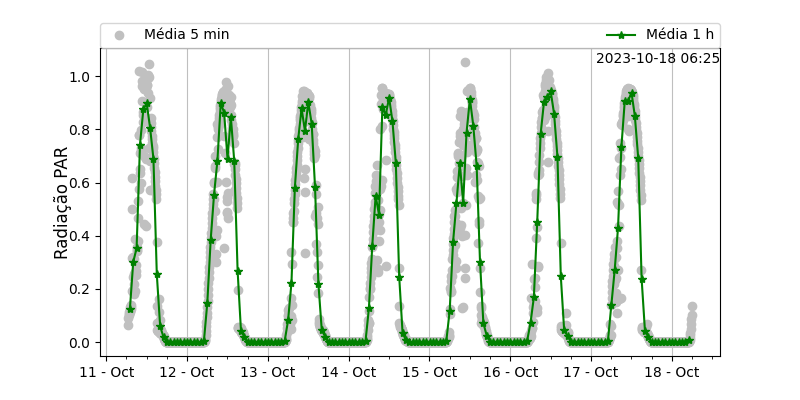 Média 5 min
Média 1 h
2023-10-18 06:25
Radiação PAR
1.0
0.8
0.6
0.4
0.2
0.0
11 - Oct
12 - Oct
13 - Oct
14 - Oct
15 - Oct
16 - Oct
17 - Oct
18 - Oct